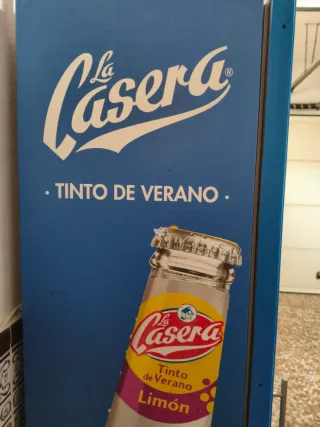 La
Casera®
· TINTO DE VERANO ·
La
Casera
Tinto
de Verano
Limón